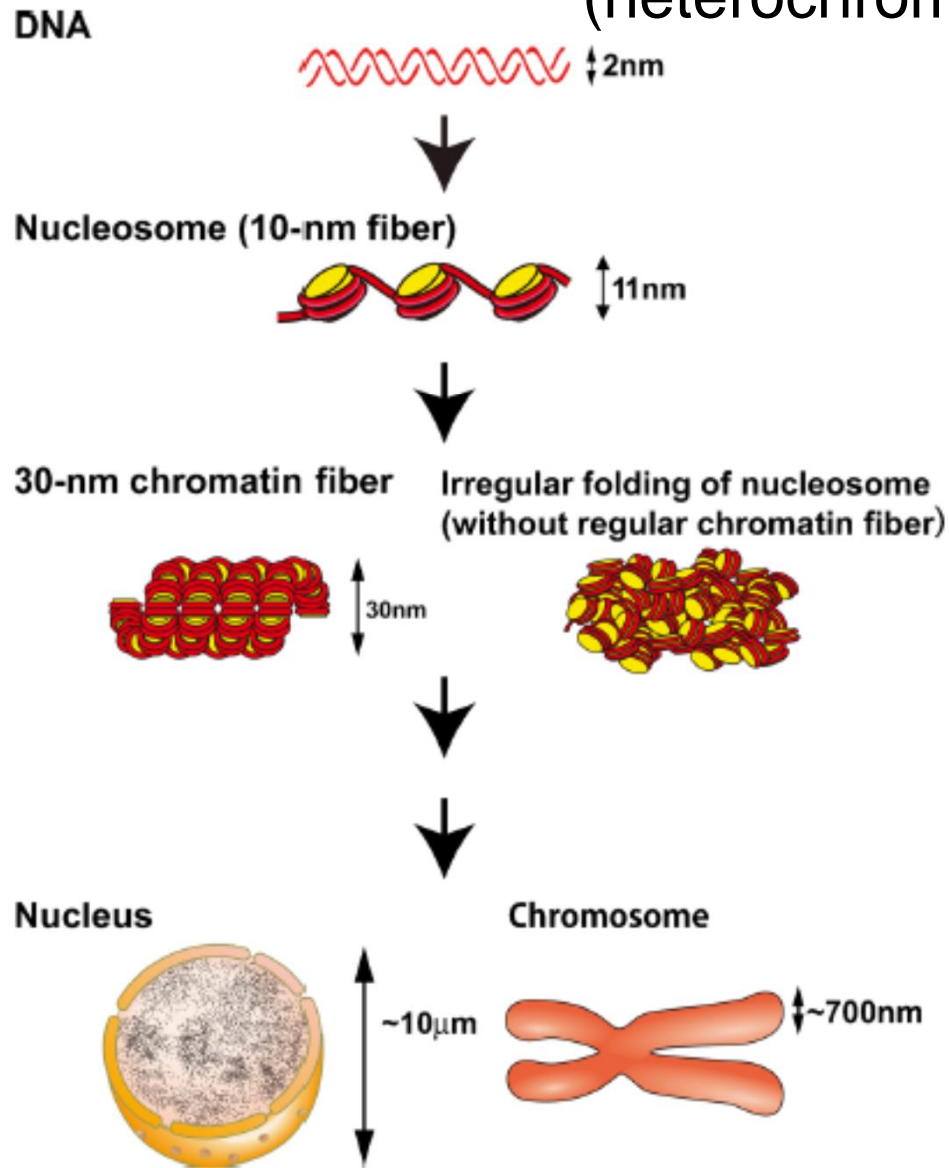 (heterochrom
DNA
2nm
Nucleosome (10-nm fiber)
11nm
30-nm chromatin fiber
Irregular folding of nucleosome
(without regular chromatin fiber)
30nm
Nucleus
Chromosome
~10μm
~700nm